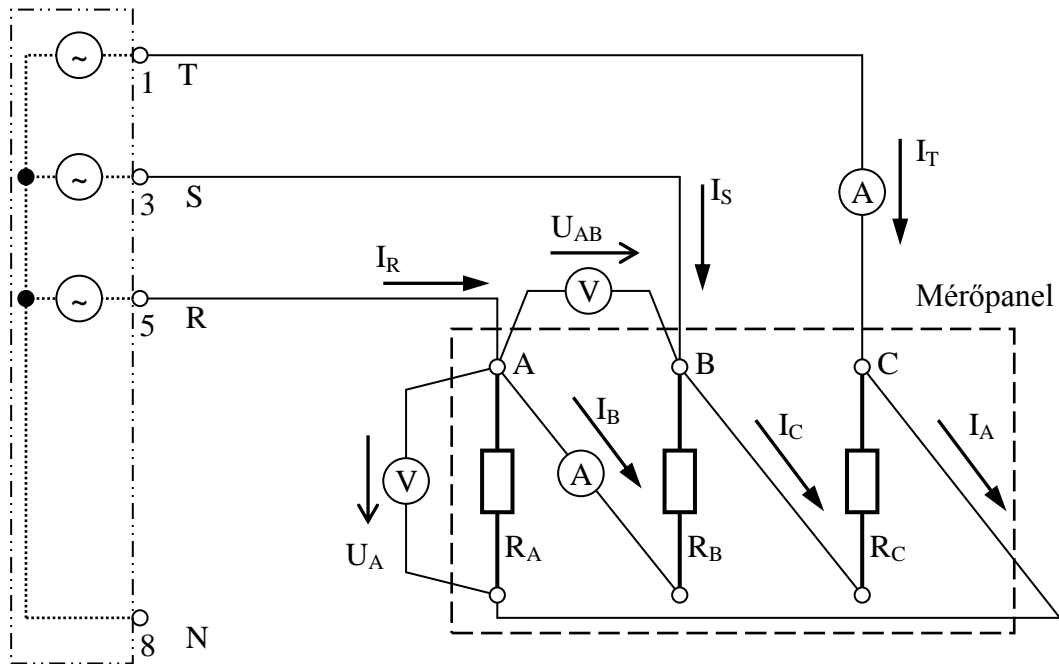 ~
1 T
A
I_T
~
3 S
I_S
U_AB
I_R
V
~
5 R
Mérőpanel
A B C
I_B I_C I_A
V A
U_A R_A R_B R_C
8 N